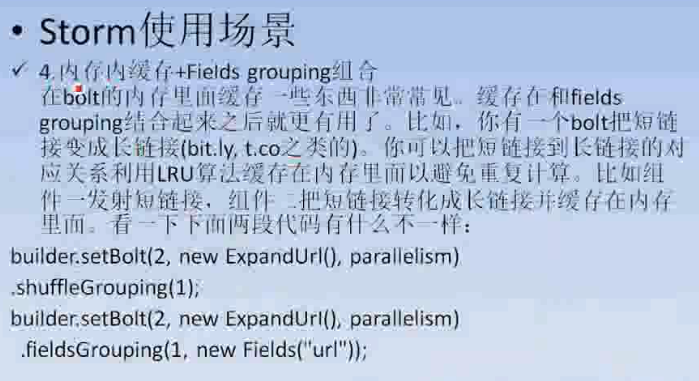 • Storm使用场景
✓ 4.内存内缓存+Fields grouping组合
在bolt的内存里面缓存一些东西非常常见。缓存在和fields
grouping结合起来之后就更有用了。比如，你有一个bolt把短链
接变成长链接(bit.ly, t.co之类的)。你可以把短链接到长链接的对
应关系利用LRU算法缓存在内存里面以避免重复计算。比如组
件一发射短链接，组件二把短链接转化成长链接并缓存在内存
里面。看一下下面两段代码有什么不一样：
builder.setBolt(2, new ExpandUrl(), parallelism)
.shuffleGrouping(1);
builder.setBolt(2, new ExpandUrl(), parallelism)
.fieldsGrouping(1, new Fields("url"));